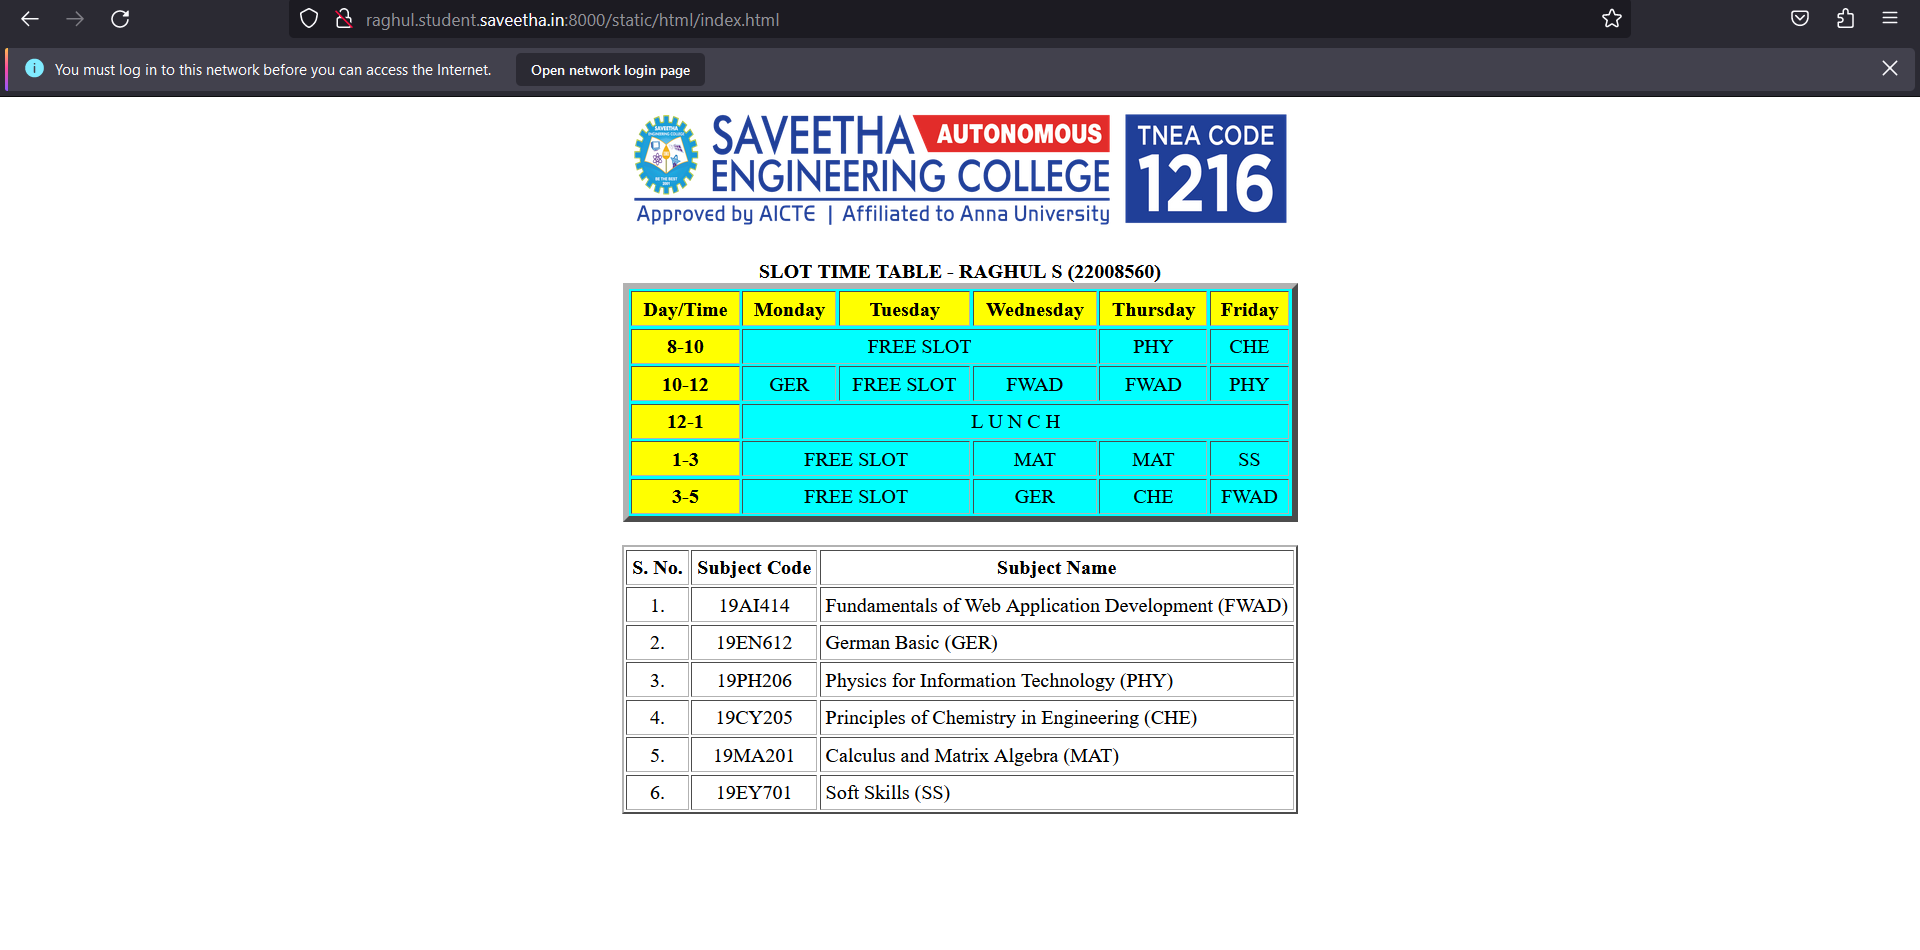 raghul.student.saveetha.in:8000/static/html/index.html
You must log in to this network before you can access the Internet. Open network login page
SAVEETHA AUTONOMOUS
ENGINEERING COLLEGE
Approved by AICTE | Affiliated to Anna University
TNEA CODE
1216
SLOT TIME TABLE - RAGHUL S (22008560)
Day/Time Monday Tuesday Wednesday Thursday Friday
8-10 FREE SLOT PHY CHE
10-12 GER FREE SLOT FWAD FWAD PHY
12-1 L U N C H
1-3 FREE SLOT MAT MAT SS
3-5 FREE SLOT GER CHE FWAD
S. No. Subject Code Subject Name
1. 19AI414 Fundamentals of Web Application Development (FWAD)
2. 19EN612 German Basic (GER)
3. 19PH206 Physics for Information Technology (PHY)
4. 19CY205 Principles of Chemistry in Engineering (CHE)
5. 19MA201 Calculus and Matrix Algebra (MAT)
6. 19EY701 Soft Skills (SS)